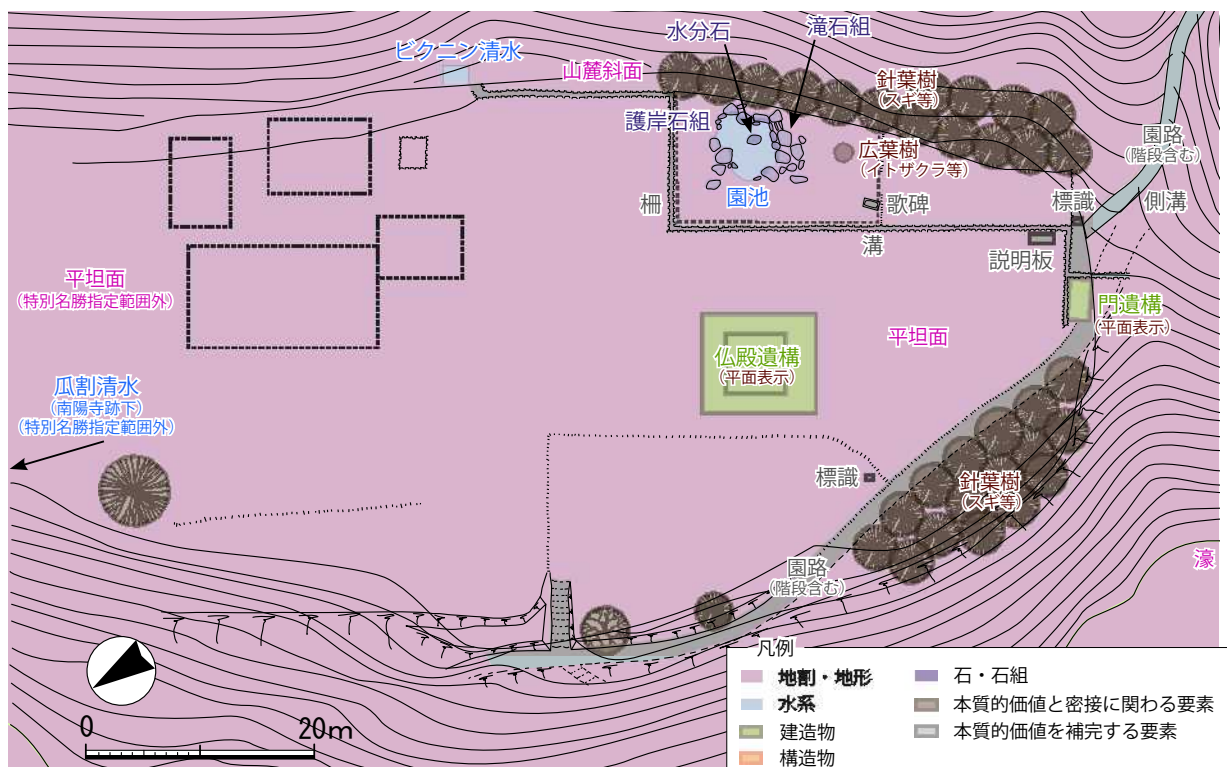 水分石
滝石組
ビクニン清水
山麓斜面
針葉樹
(スギ等)
護岸石組
園路
(階段含む)
広葉樹
(イトザクラ等)
園池
柵
歌碑
標識
側溝
溝
説明板
平坦面
(特別名勝指定範囲外)
門遺構
(平面表示)
平坦面
仏殿遺構
(平面表示)
瓜割清水
(南陽寺跡下)
(特別名勝指定範囲外)
標識
針葉樹
(スギ等)
濠
園路
(階段含む)
凡例
地割・地形
水系
建造物
構造物
石・石組
本質的価値と密接に関わる要素
本質的価値を補完する要素
0 20m